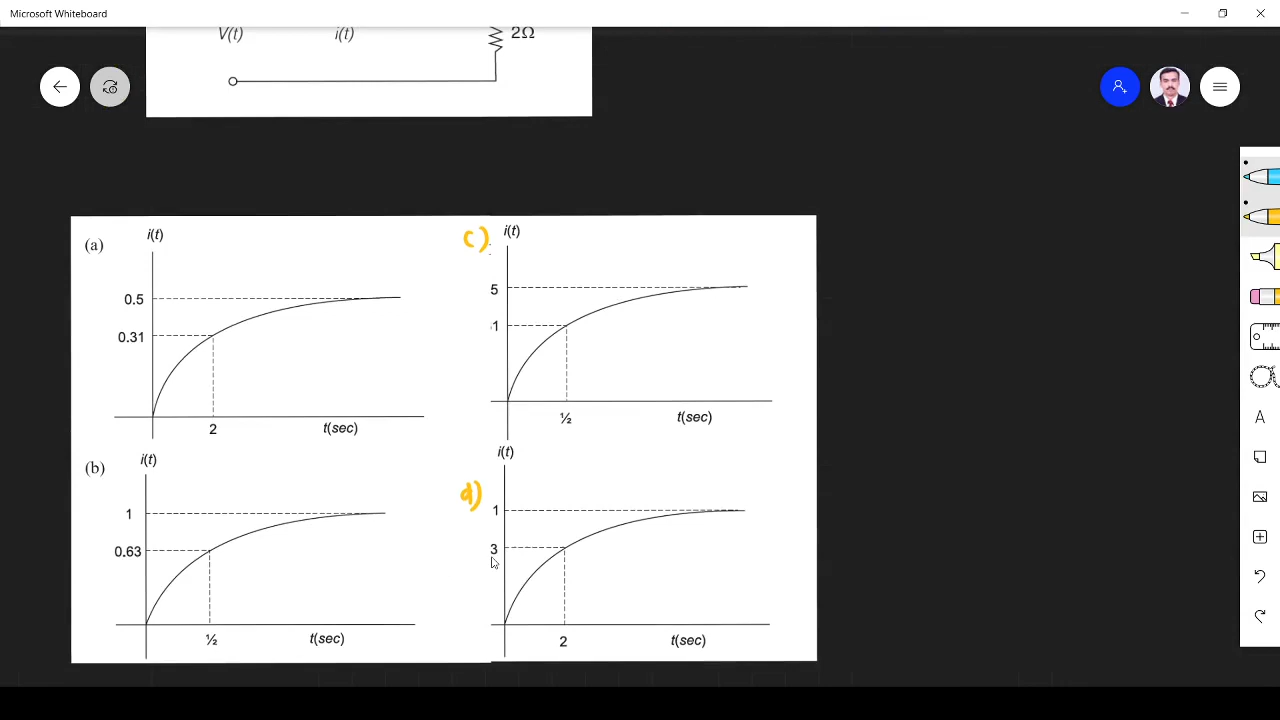 Microsoft Whiteboard
V(t) i(t) 2Ω
(a) i(t)
0.5
0.31
2 t(sec)
c) i(t)
5
1
½ t(sec)
(b) i(t)
1
0.63
½ t(sec)
d) i(t)
1
3
2 t(sec)
A